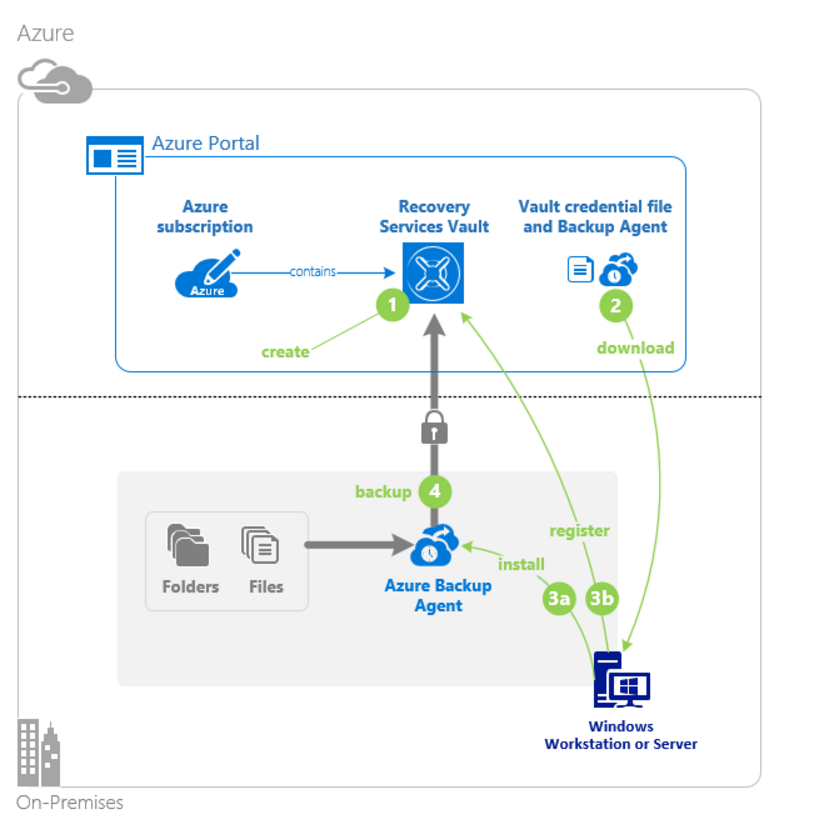 Azure
Azure Portal
Azure
subscription
Recovery
Services Vault
Vault credential file
and Backup Agent
contains
Azure
1
2
create
download
backup 4
register
install
Folders
Files
Azure Backup
Agent
3a
3b
Windows
Workstation or Server
On-Premises